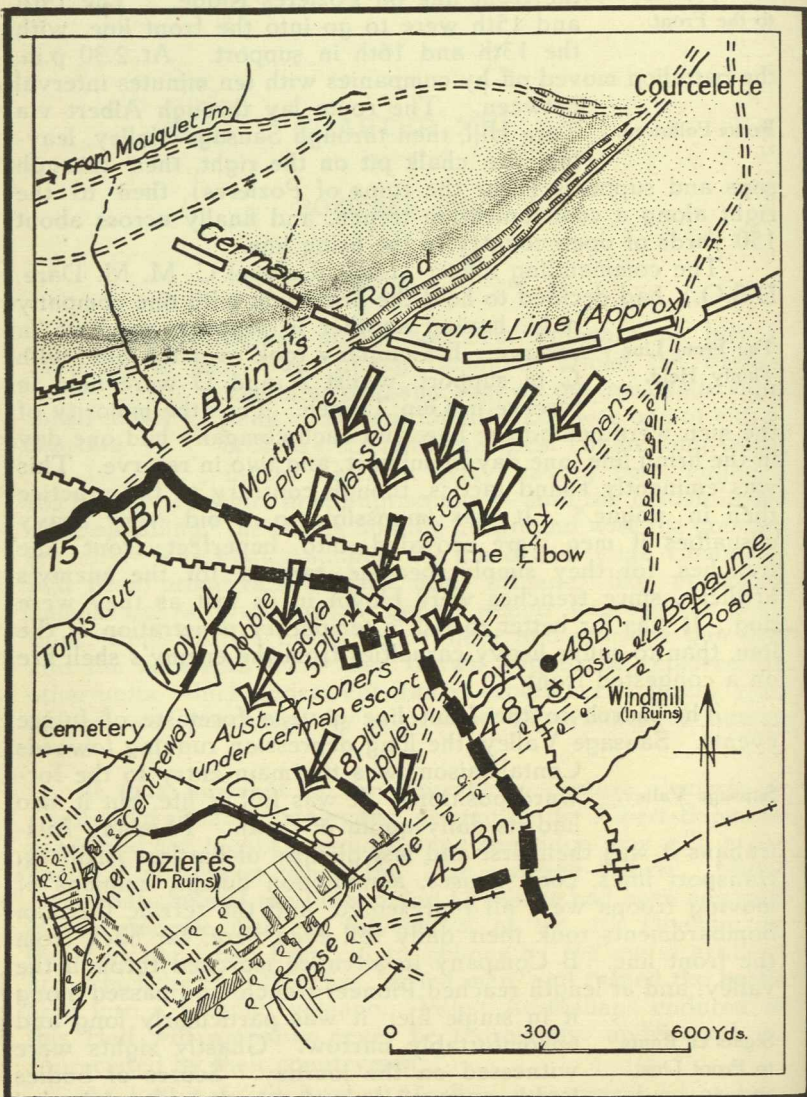 Courcelette
From Mouquet Fm.
German
Front Line (Approx)
Brind's Road
Mortimore
6 Pltn.
Massed attack by Germans
15 Bn.
The Elbow
Tom's Cut
1 Coy. 14
Dobbie
Jacka
5 Pltn.
48 Bn.
Post
Bapaume Road
Windmill
(In Ruins)
1 Coy 48
Aust. Prisoners
under German escort
Cemetery
8 Pltn.
Appleton
N
Centreway
Coy. 48
Pozieres
(In Ruins)
45 Bn.
Copse Avenue
0 300 600 Yds.